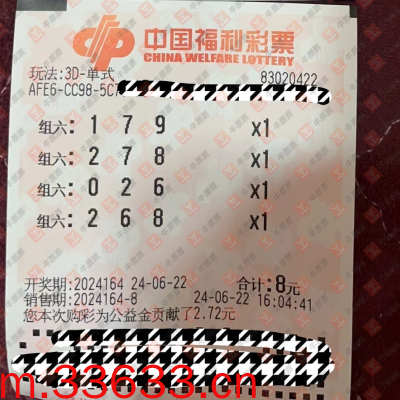 中国福利彩票
CHINA WELFARE LOTTERY
玩法:3D-单式 83020422
AFE6-CC98-5C
组六: 1 7 9 x1
组六: 2 7 8 x1
组六: 0 2 6 x1
组六: 2 6 8 x1
开奖期:2024164 24-06-22 合计:8元
销售期:2024164-8 24-06-22 16:04:41
您本次购彩为公益金贡献了2.72元
m.33633.cn